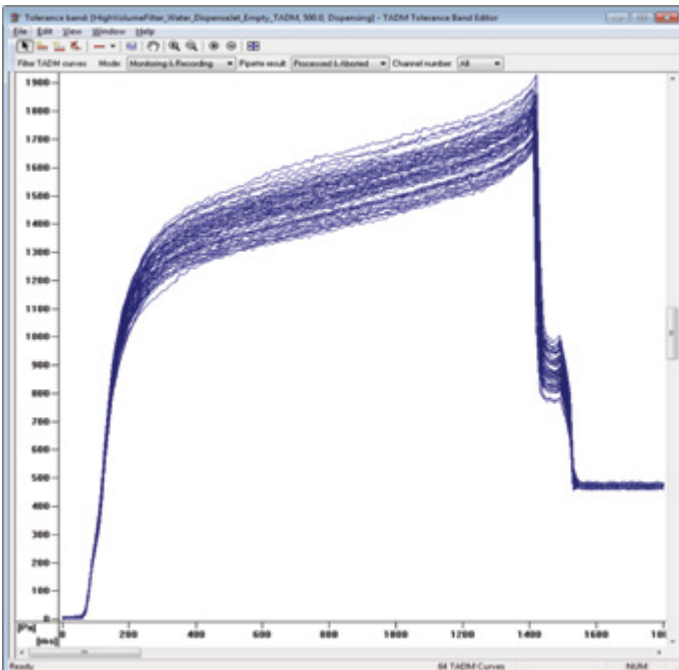 Tolerance band: [HighVolumeFilter_Water_DispenseJet_Empty_TADM, 500.0, Dispensing] - TADM Tolerance Band Editor
File Edit View Window Help
Filter TADM curves Mode: Monitoring & Recording Pipette result: Processed & Aborted Channel number: All
1900
1800
1700
1600
1500
1400
1300
1200
1100
1000
900
800
700
600
500
400
300
200
100
0
[Pa]
[ms]
0 200 400 600 800 1000 1200 1400 1600 180
Ready 64 TADM Curves NUM